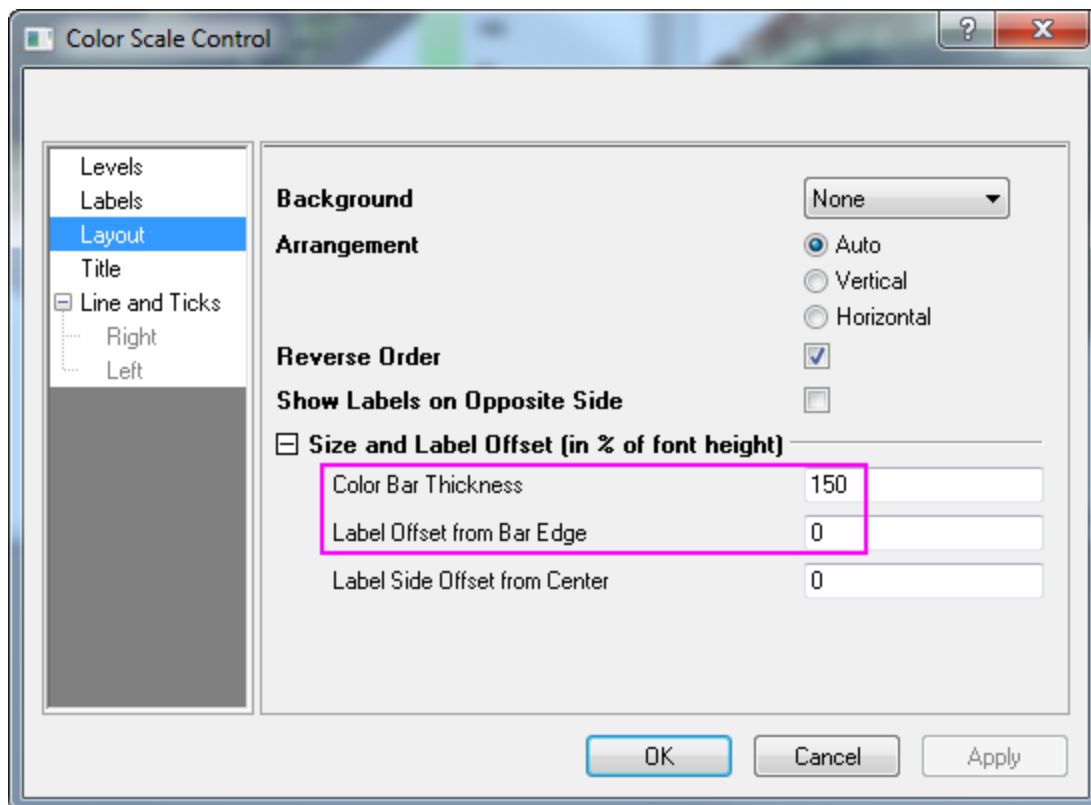 Color Scale Control
?
Levels
Labels
Layout
Title
Line and Ticks
Right
Left
Background
None
Arrangement
Auto
Vertical
Horizontal
Reverse Order
Show Labels on Opposite Side
Size and Label Offset (in % of font height)
Color Bar Thickness
150
Label Offset from Bar Edge
0
Label Side Offset from Center
0
OK
Cancel
Apply